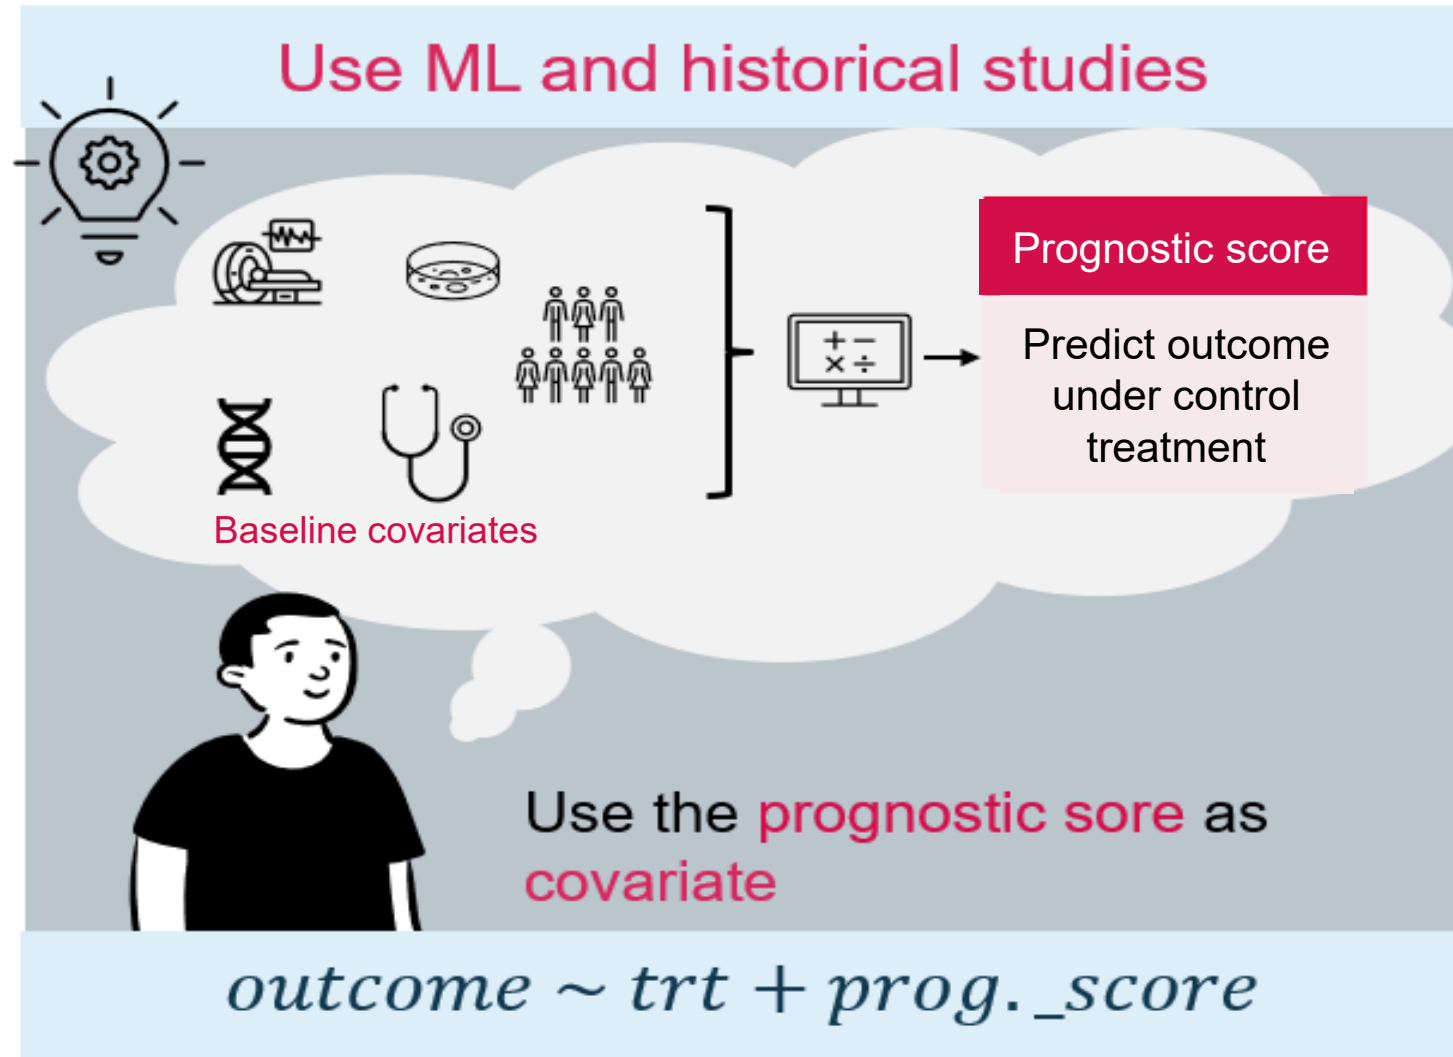 Use ML and historical studies
Prognostic score
Predict outcome
under control
treatment
Baseline covariates
Use the prognostic sore as
covariate
outcome ~ trt + prog._score